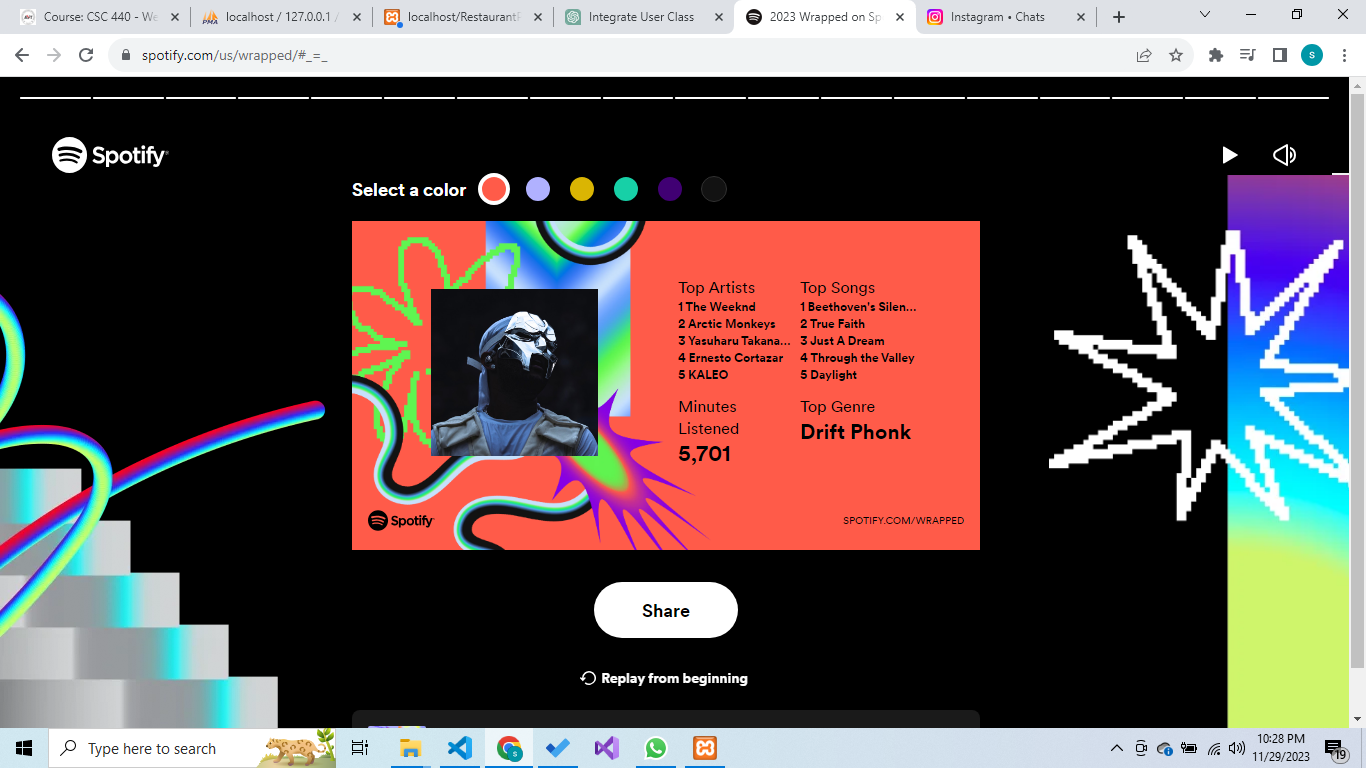 Course: CSC 440 - We
localhost / 127.0.0.1 /
localhost/RestaurantP
Integrate User Class
2023 Wrapped on Sp
Instagram • Chats
spotify.com/us/wrapped/#_=_
S
Spotify
Select a color
Top Artists
1 The Weeknd
2 Arctic Monkeys
3 Yasuharu Takana...
4 Ernesto Cortazar
5 KALEO
Top Songs
1 Beethoven's Silen...
2 True Faith
3 Just A Dream
4 Through the Valley
5 Daylight
Minutes
Listened
5,701
Top Genre
Drift Phonk
Spotify
SPOTIFY.COM/WRAPPED
Share
Replay from beginning
Type here to search
10:28 PM
11/29/2023
19